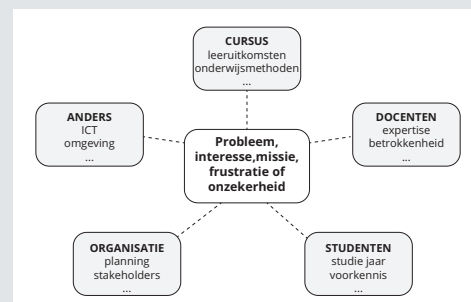 CURSUS
leeruitkomsten
onderwijsmethoden
...
ANDERS
ICT
omgeving
...
DOCENTEN
expertise
betrokkenheid
...
Probleem,
interesse,missie,
frustratie of
onzekerheid
ORGANISATIE
planning
stakeholders
...
STUDENTEN
studie jaar
voorkennis
...